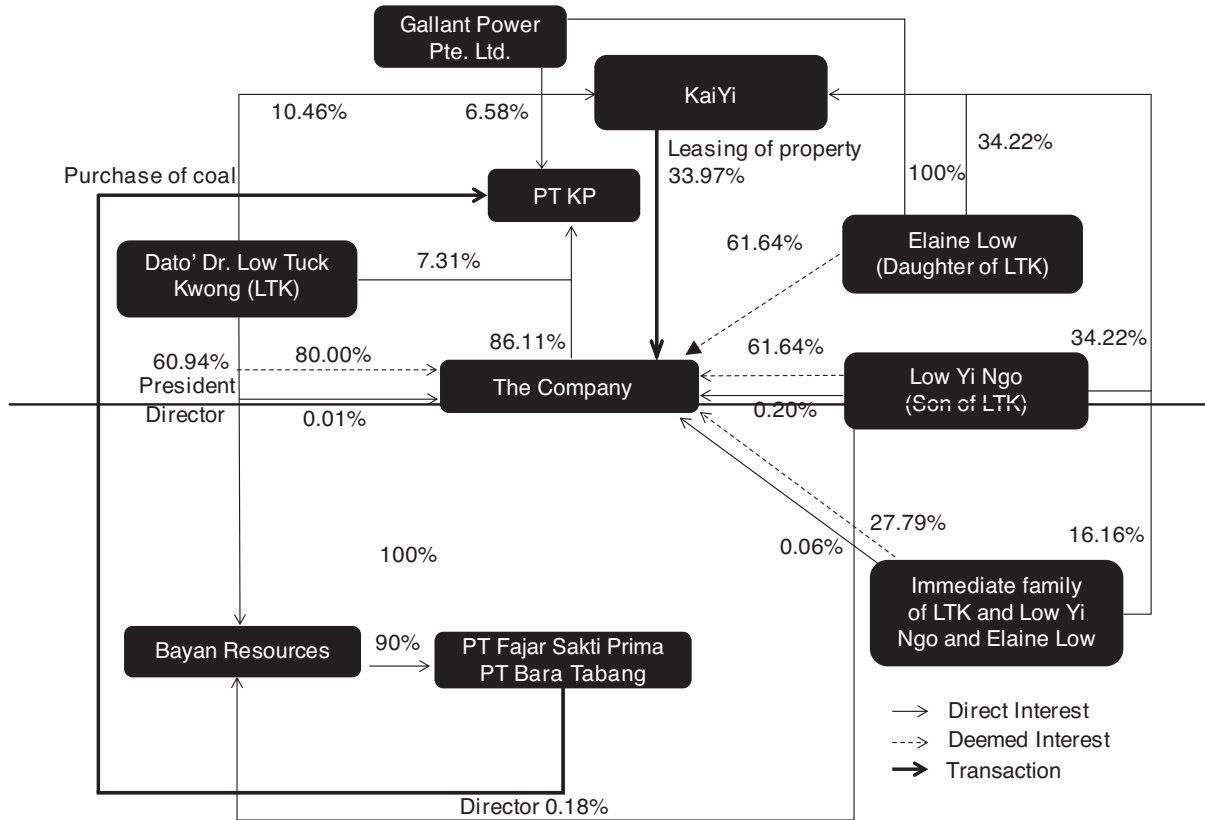 Gallant Power
Pte. Ltd.
KaiYi
10.46%
6.58%
34.22%
Leasing of property
33.97%
100%
Purchase of coal
PT KP
61.64%
Elaine Low
(Daughter of LTK)
Dato' Dr. Low Tuck
Kwong (LTK)
7.31%
86.11%
60.94%
80.00%
61.64%
34.22%
President
The Company
Low Yi Ngo
(Son of LTK)
Director
0.01%
0.20%
27.79%
0.06%
16.16%
100%
Immediate family
of LTK and Low Yi
Ngo and Elaine Low
Bayan Resources
90%
PT Fajar Sakti Prima
PT Bara Tabang
Direct Interest
Deemed Interest
Transaction
Director 0.18%